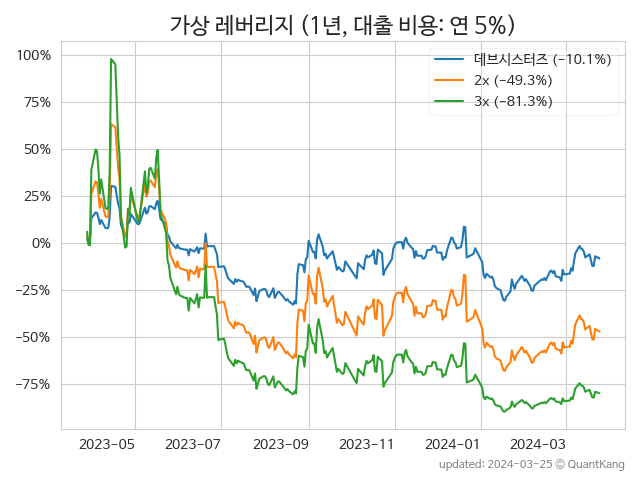 가상 레버리지 (1년, 대출 비용: 연 5%)
데브시스터즈 (−10.1%)
2x (−49.3%)
3x (−81.3%)
100%
75%
50%
25%
0%
−25%
−50%
−75%
2023-05 2023-07 2023-09 2023-11 2024-01 2024-03
updated: 2024-03-25 © QuantKang